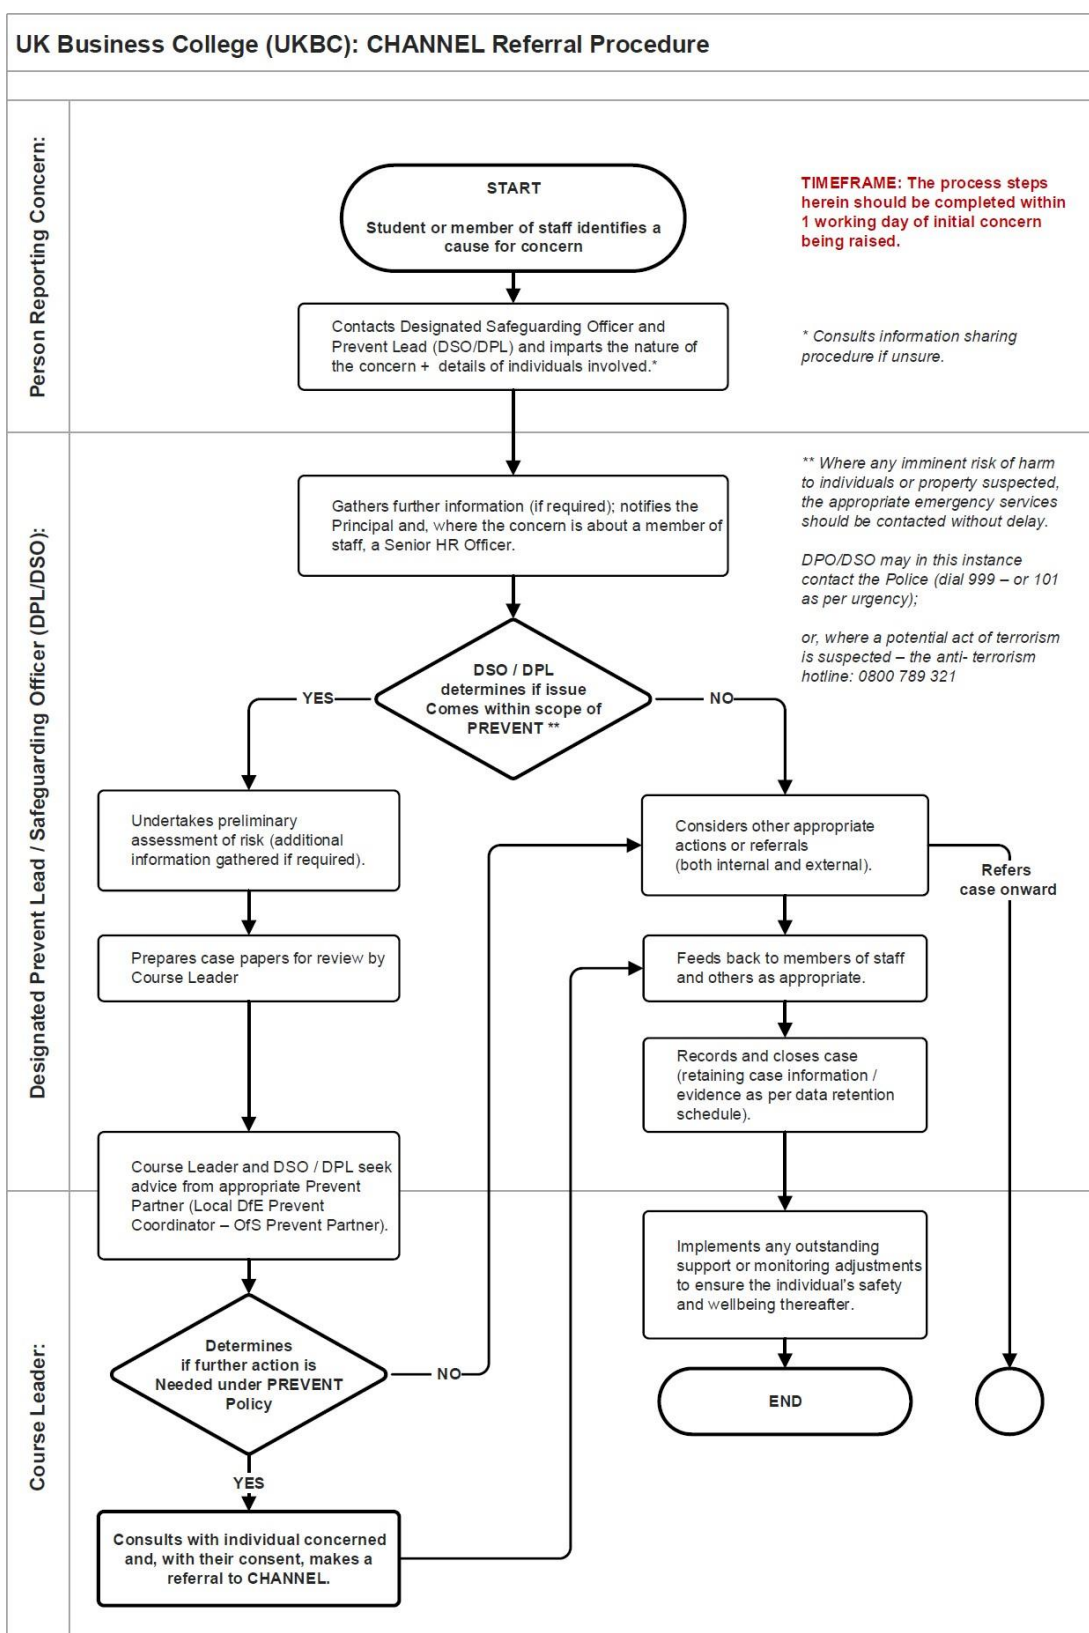 UK Business College (UKBC): CHANNEL Referral Procedure
Person Reporting Concern:
START
Student or member of staff identifies a
cause for concern
TIMEFRAME: The process steps
herein should be completed within
1 working day of initial concern
being raised.
Contacts Designated Safeguarding Officer and
Prevent Lead (DSO/DPL) and imparts the nature of
the concern + details of individuals involved.*
* Consults information sharing
procedure if unsure.
Designated Prevent Lead / Safeguarding Officer (DPL/DSO):
Gathers further information (if required); notifies the
Principal and, where the concern is about a member of
staff, a Senior HR Officer.
** Where any imminent risk of harm
to individuals or property suspected,
the appropriate emergency services
should be contacted without delay.
DPO/DSO may in this instance
contact the Police (dial 999 – or 101
as per urgency);
or, where a potential act of terrorism
is suspected – the anti- terrorism
hotline: 0800 789 321
DSO / DPL
determines if issue
Comes within scope of
PREVENT **
YES
NO
Undertakes preliminary
assessment of risk (additional
information gathered if required).
Considers other appropriate
actions or referrals
(both internal and external).
Refers
case onward
Prepares case papers for review by
Course Leader
Feeds back to members of staff
and others as appropriate.
Records and closes case
(retaining case information /
evidence as per data retention
schedule).
Course Leader and DSO / DPL seek
advice from appropriate Prevent
Partner (Local DfE Prevent
Coordinator – OfS Prevent Partner).
Course Leader:
Implements any outstanding
support or monitoring adjustments
to ensure the individual's safety
and wellbeing thereafter.
Determines
if further action is
Needed under PREVENT
Policy
NO
END
YES
Consults with individual concerned
and, with their consent, makes a
referral to CHANNEL.